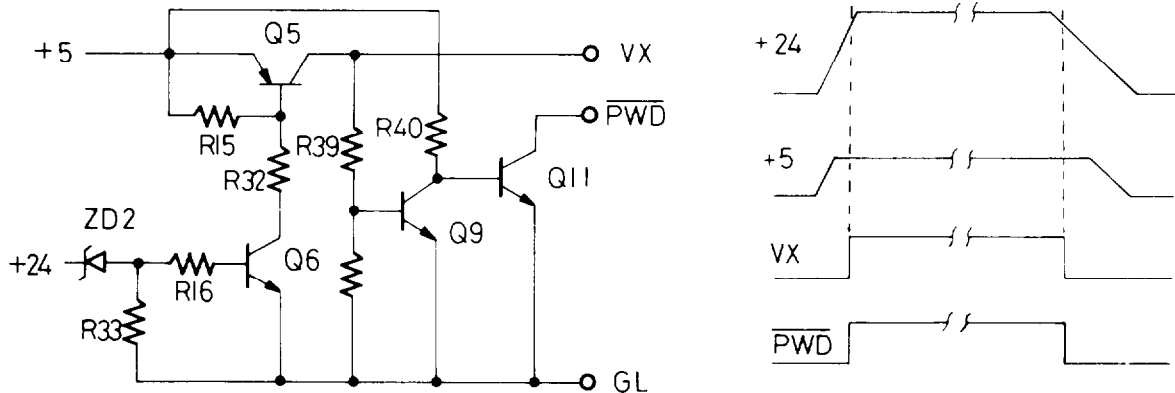 +5
Q5
VX
PWD
R15
R39
R40
R32
Q11
Q9
ZD2
+24
R16
Q6
R33
GL
+24
+5
VX
PWD